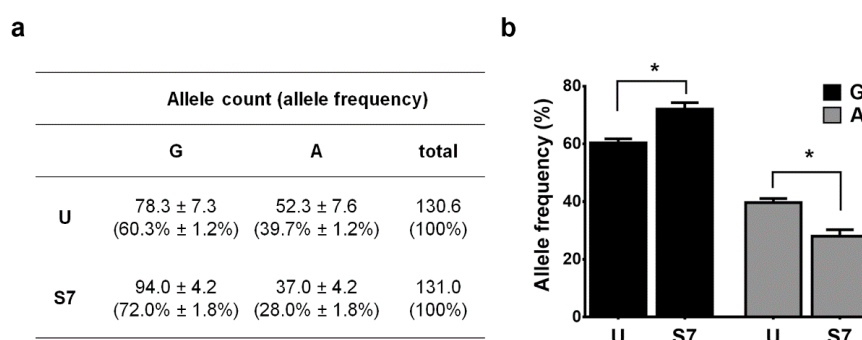 a
Allele count (allele frequency)
G A total
U 78.3 ± 7.3 52.3 ± 7.6 130.6
(60.3% ± 1.2%) (39.7% ± 1.2%) (100%)
S7 94.0 ± 4.2 37.0 ± 4.2 131.0
(72.0% ± 1.8%) (28.0% ± 1.8%) (100%)
b
Allele frequency (%)
80
60
40
20
0
* *
G
A
U S7 U S7